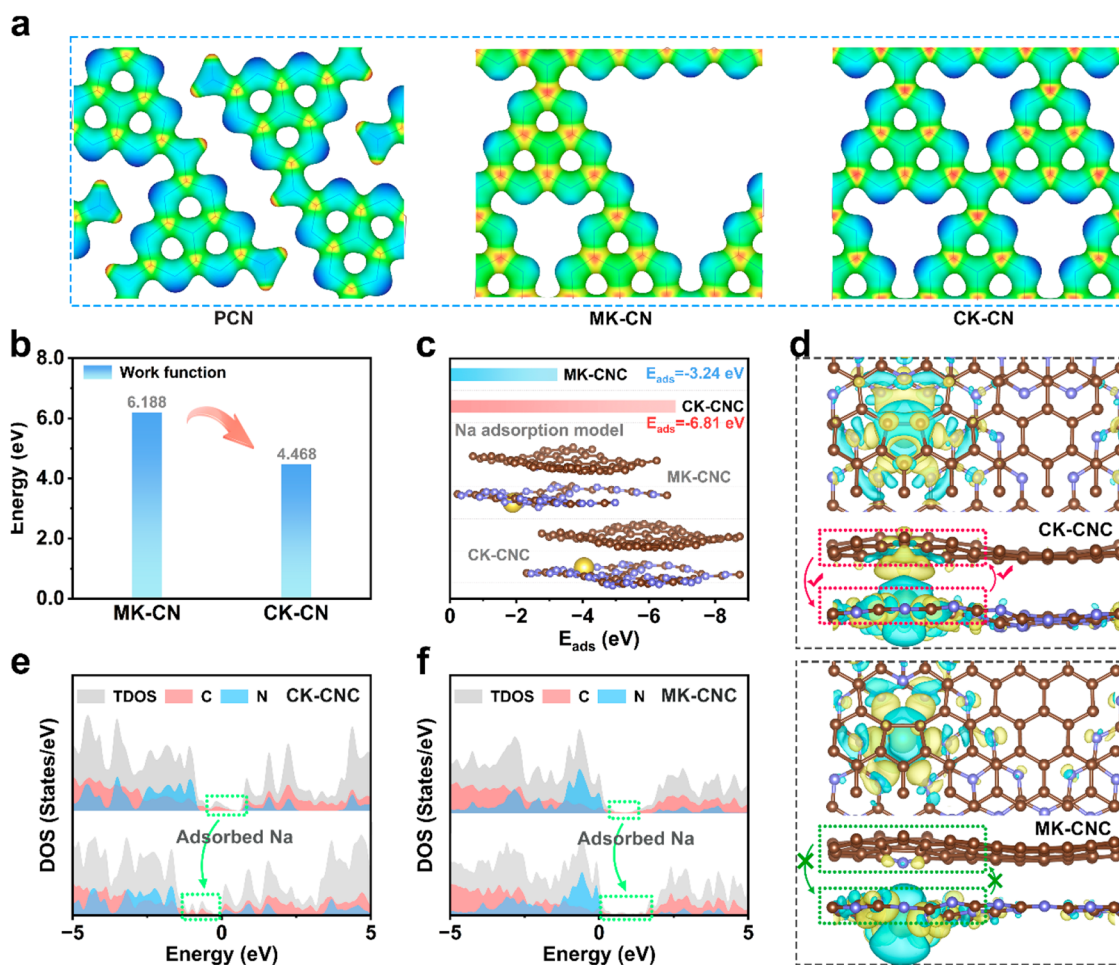 a
PCN
MK-CN
CK-CN
b
8.0
6.0
4.0
2.0
0.0
Energy (eV)
Work function
6.188
4.468
MK-CN
CK-CN
c
MK-CNC
E_ads=-3.24 eV
CK-CNC
E_ads=-6.81 eV
Na adsorption model
MK-CNC
CK-CNC
0 -2 -4 -6 -8
E_ads (eV)
d
CK-CNC
MK-CNC
e
DOS (States/eV)
TDOS C N CK-CNC
Adsorbed Na
-5 0 5
Energy (eV)
f
DOS (States/eV)
TDOS C N MK-CNC
Adsorbed Na
-5 0 5
Energy (eV)